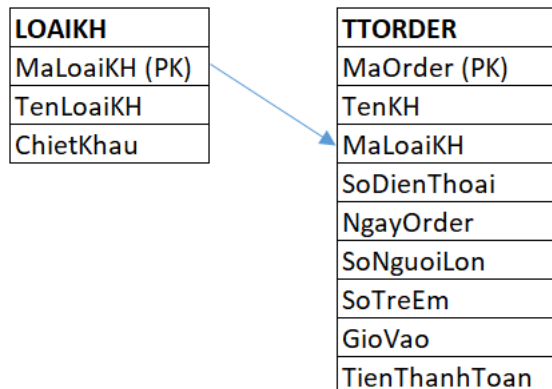 LOAIKH
MaLoaiKH (PK)
TenLoaiKH
ChietKhau
TTORDER
MaOrder (PK)
TenKH
MaLoaiKH
SoDienThoai
NgayOrder
SoNguoiLon
SoTreEm
GioVao
TienThanhToan